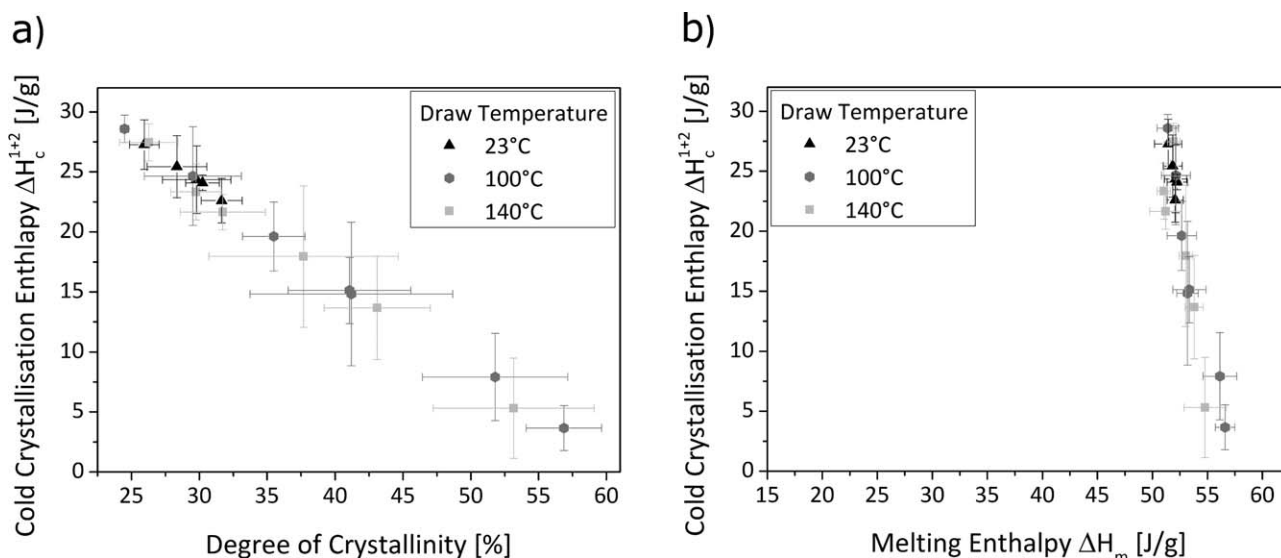 a)
Cold Crystallisation Enthlapy ΔH_c^{1+2} [J/g]
30
25
20
15
10
5
0
Draw Temperature
23°C
100°C
140°C
25 30 35 40 45 50 55 60
Degree of Crystallinity [%]
b)
Cold Crystallisation Enthlapy ΔH_c^{1+2} [J/g]
30
25
20
15
10
5
0
Draw Temperature
23°C
100°C
140°C
15 20 25 30 35 40 45 50 55 60
Melting Enthalpy ΔH_m [J/g]